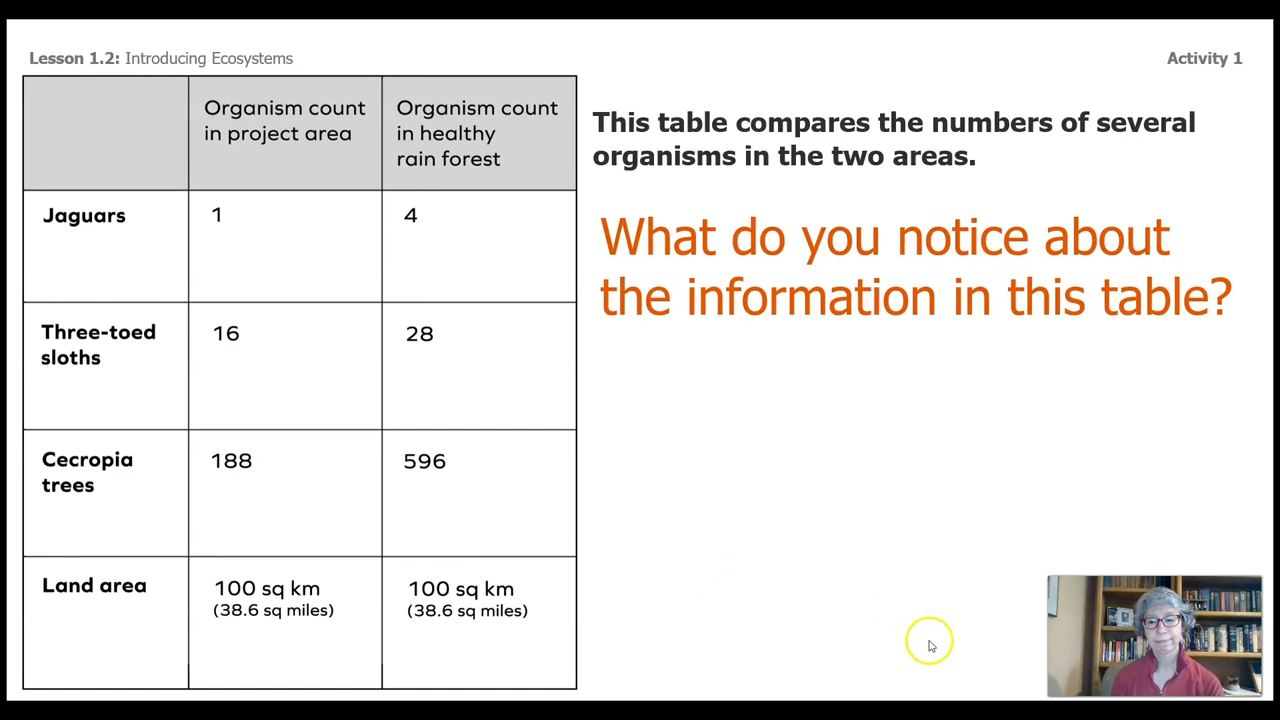 Lesson 1.2: Introducing Ecosystems
Activity 1
Organism count
in project area
Organism count
in healthy
rain forest
Jaguars
1
4
Three-toed
sloths
16
28
Cecropia
trees
188
596
Land area
100 sq km
(38.6 sq miles)
100 sq km
(38.6 sq miles)
This table compares the numbers of several
organisms in the two areas.
What do you notice about
the information in this table?